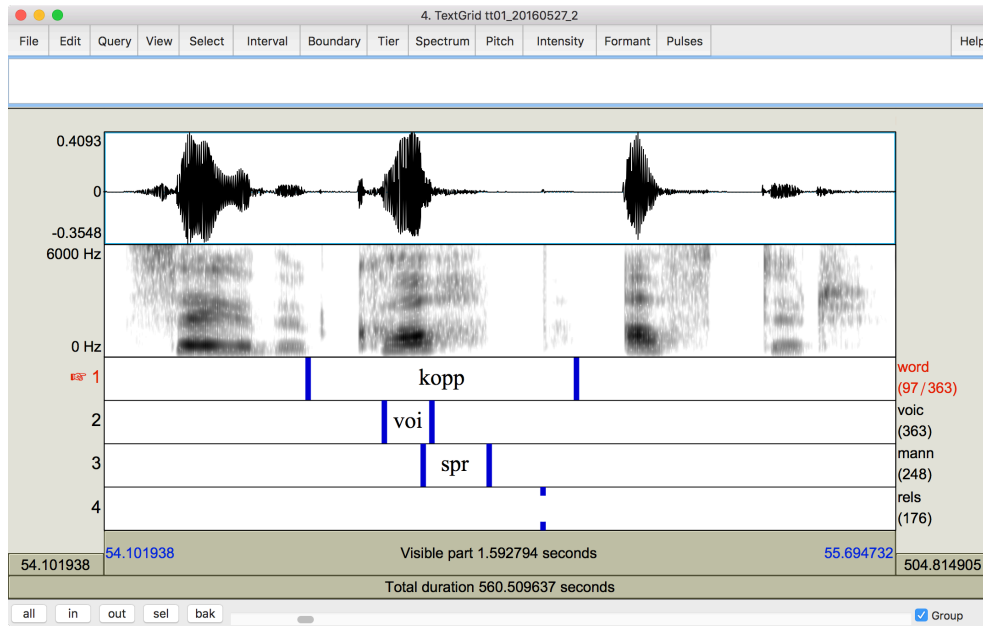 4. TextGrid tt01_20160527_2
File Edit Query View Select Interval Boundary Tier Spectrum Pitch Intensity Formant Pulses Help
0.4093
0
-0.3548
6000 Hz
0 Hz
1 kopp word
(97/363)
2 voi voic
(363)
3 spr mann
(248)
4 rels
(176)
54.101938 Visible part 1.592794 seconds 55.694732
54.101938 504.814905
Total duration 560.509637 seconds
all in out sel bak Group